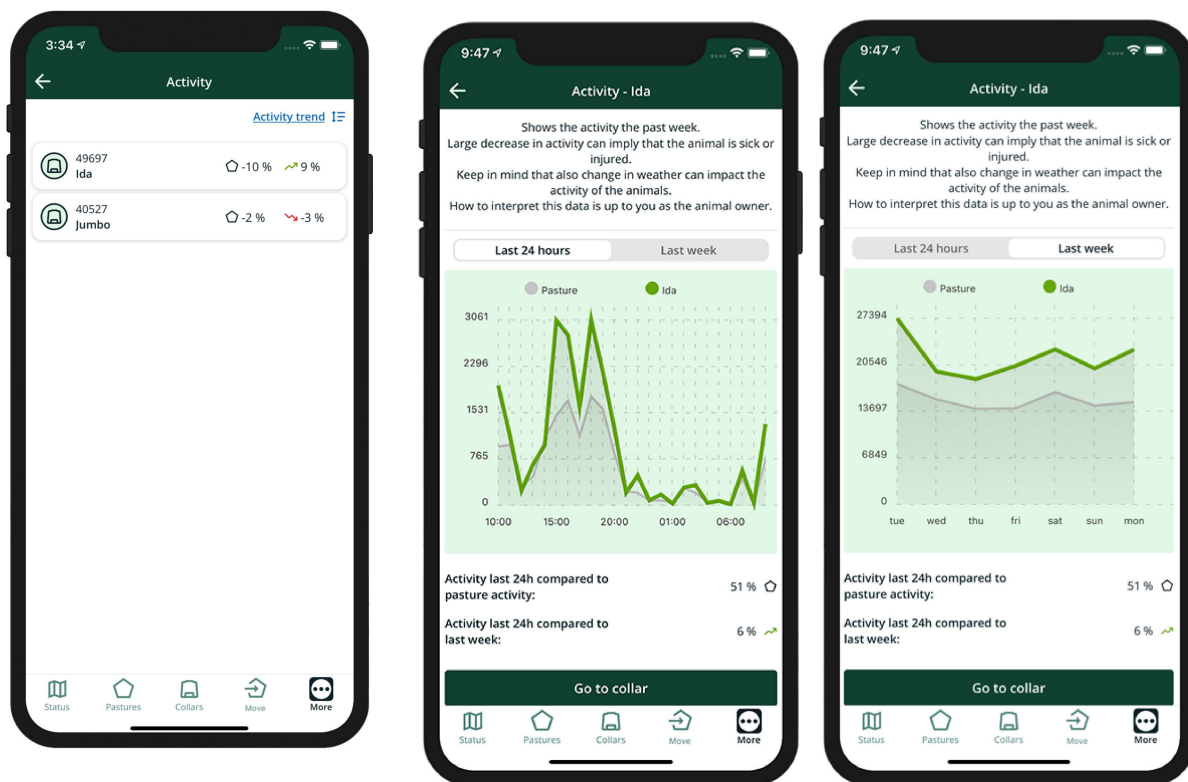 3:34
Activity
Activity trend
49697
Ida
-10 %
9 %
40527
Jumbo
-2 %
-3 %
Status
Pastures
Collars
Move
More
9:47
Activity - Ida
Shows the activity the past week.
Large decrease in activity can imply that the animal is sick or
injured.
Keep in mind that also change in weather can impact the
activity of the animals.
How to interpret this data is up to you as the animal owner.
Last 24 hours
Last week
Pasture
Ida
3061
2296
1531
765
0
10:00
15:00
20:00
01:00
06:00
Activity last 24h compared to
pasture activity:
51 %
Activity last 24h compared to
last week:
6 %
Go to collar
Status
Pastures
Collars
Move
More
9:47
Activity - Ida
Shows the activity the past week.
Large decrease in activity can imply that the animal is sick or
injured.
Keep in mind that also change in weather can impact the
activity of the animals.
How to interpret this data is up to you as the animal owner.
Last 24 hours
Last week
Pasture
Ida
27394
20546
13697
6849
0
tue
wed
thu
fri
sat
sun
mon
Activity last 24h compared to
pasture activity:
51 %
Activity last 24h compared to
last week:
6 %
Go to collar
Status
Pastures
Collars
Move
More